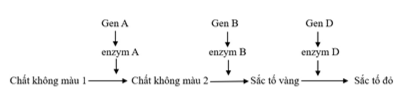 Gen A Gen B Gen D
enzym A enzym B enzym D
Chất không màu 1 Chất không màu 2 Sắc tố vàng Sắc tố đỏ